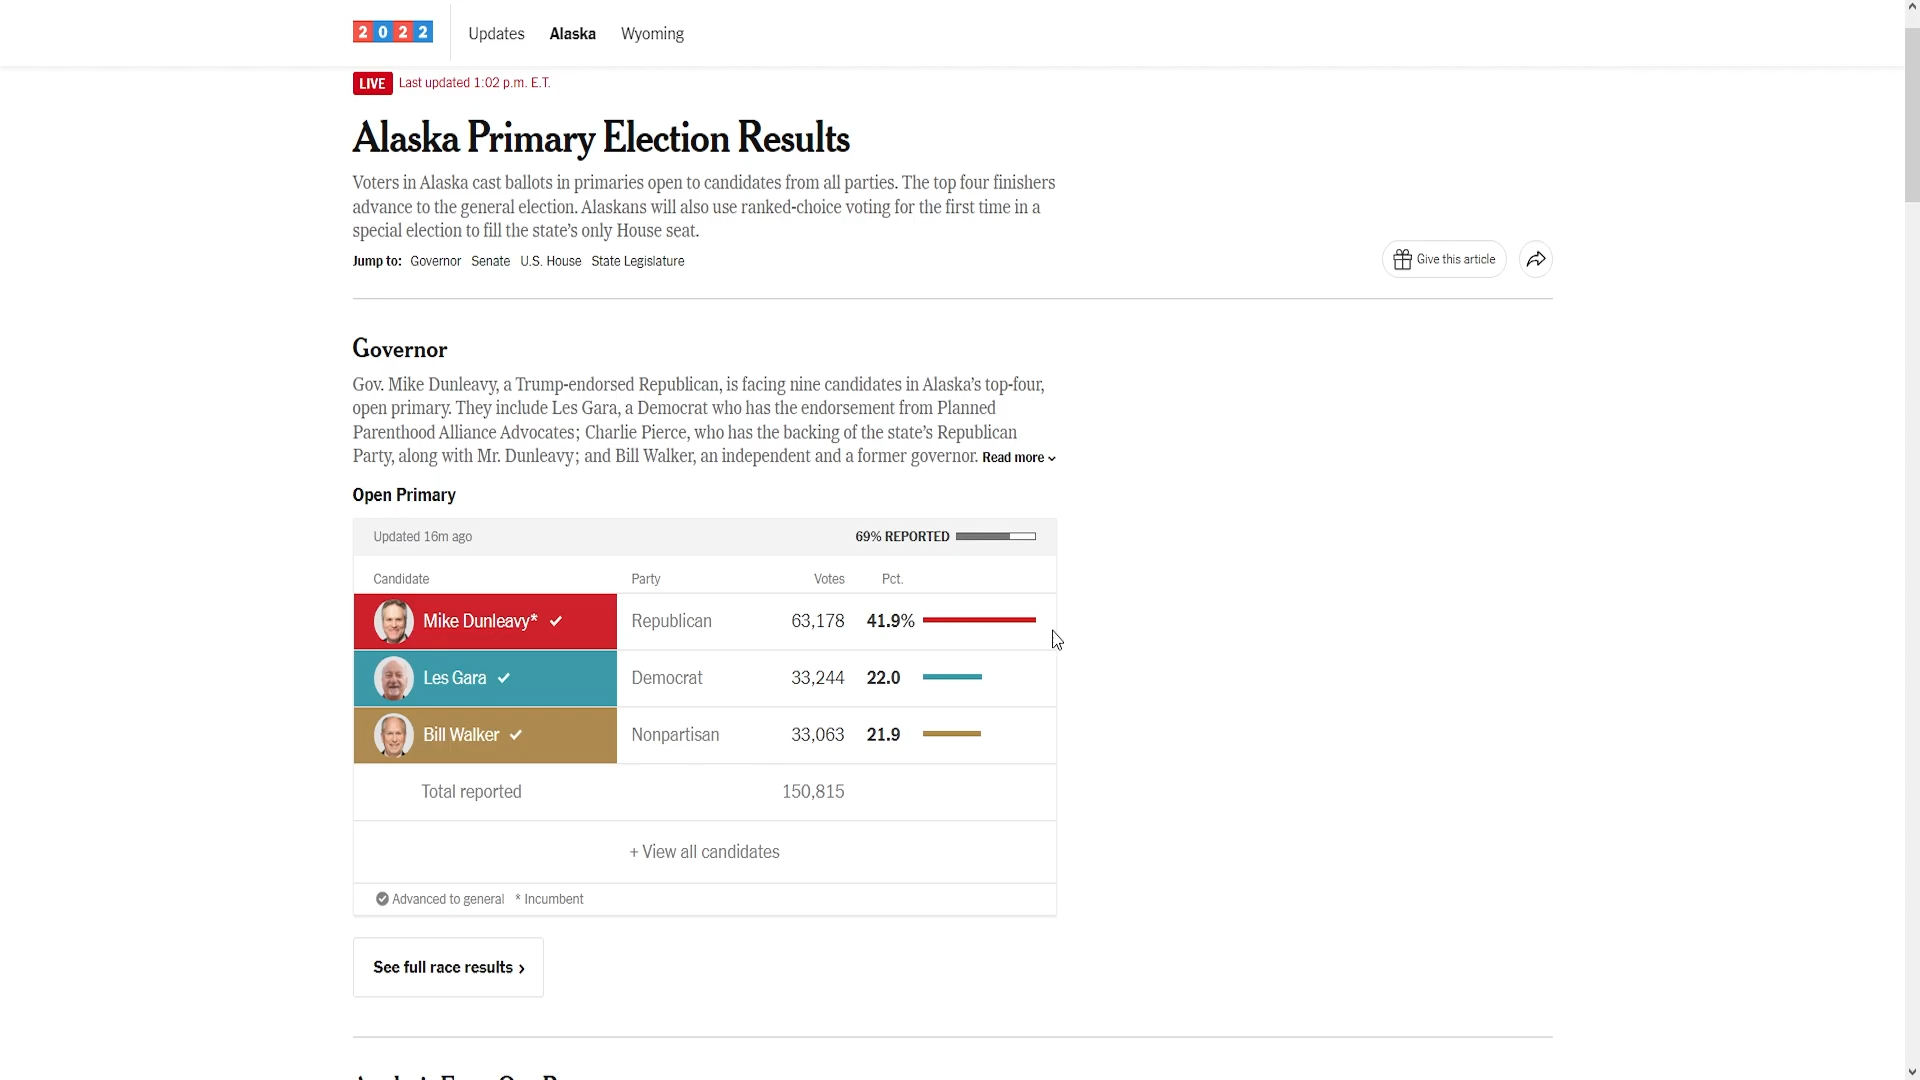 2022 Updates Alaska Wyoming
LIVE Last updated 1:02 p.m. E.T.
Alaska Primary Election Results
Voters in Alaska cast ballots in primaries open to candidates from all parties. The top four finishers
advance to the general election. Alaskans will also use ranked-choice voting for the first time in a
special election to fill the state’s only House seat.
Jump to: Governor Senate U.S. House State Legislature
Give this article
Governor
Gov. Mike Dunleavy, a Trump-endorsed Republican, is facing nine candidates in Alaska’s top-four,
open primary. They include Les Gara, a Democrat who has the endorsement from Planned
Parenthood Alliance Advocates; Charlie Pierce, who has the backing of the state’s Republican
Party, along with Mr. Dunleavy; and Bill Walker, an independent and a former governor. Read more
Open Primary
Updated 16m ago 69% REPORTED
Candidate Party Votes Pct.
Mike Dunleavy* Republican 63,178 41.9%
Les Gara Democrat 33,244 22.0
Bill Walker Nonpartisan 33,063 21.9
Total reported 150,815
+ View all candidates
Advanced to general * Incumbent
See full race results ›